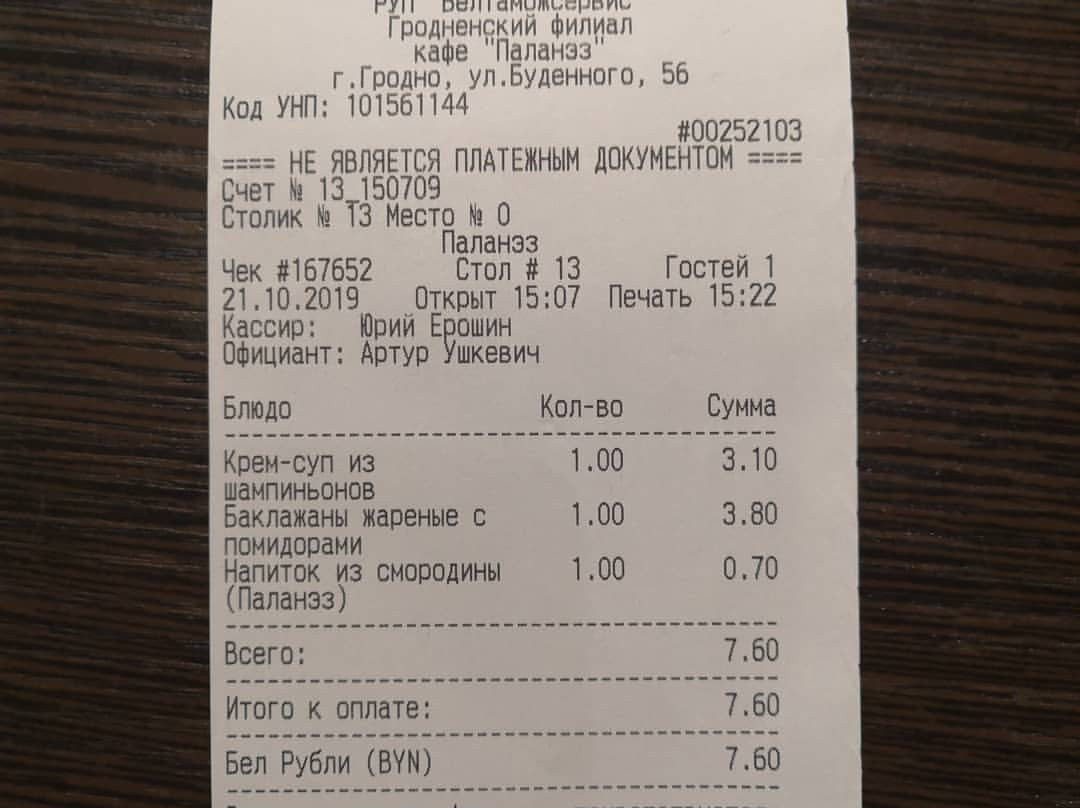 РУП "Белтаможсервис"
Гродненский филиал
кафе "Паланэз"
г.Гродно, ул.Буденного, 56
Код УНП: 101561144
#00252103
==== НЕ ЯВЛЯЕТСЯ ПЛАТЕЖНЫМ ДОКУМЕНТОМ ====
Счет № 13_150709
Столик № 13 Место № 0
Паланэз
Чек #167652 Стол # 13 Гостей 1
21.10.2019 Открыт 15:07 Печать 15:22
Кассир: Юрий Ерошин
Официант: Артур Ушкевич
Блюдо Кол-во Сумма
Крем-суп из 1.00 3.10
шампиньонов
Баклажаны жареные с 1.00 3.80
помидорами
Напиток из смородины 1.00 0.70
(Паланэз)
Всего: 7.60
Итого к оплате: 7.60
Бел Рубли (BYN) 7.60